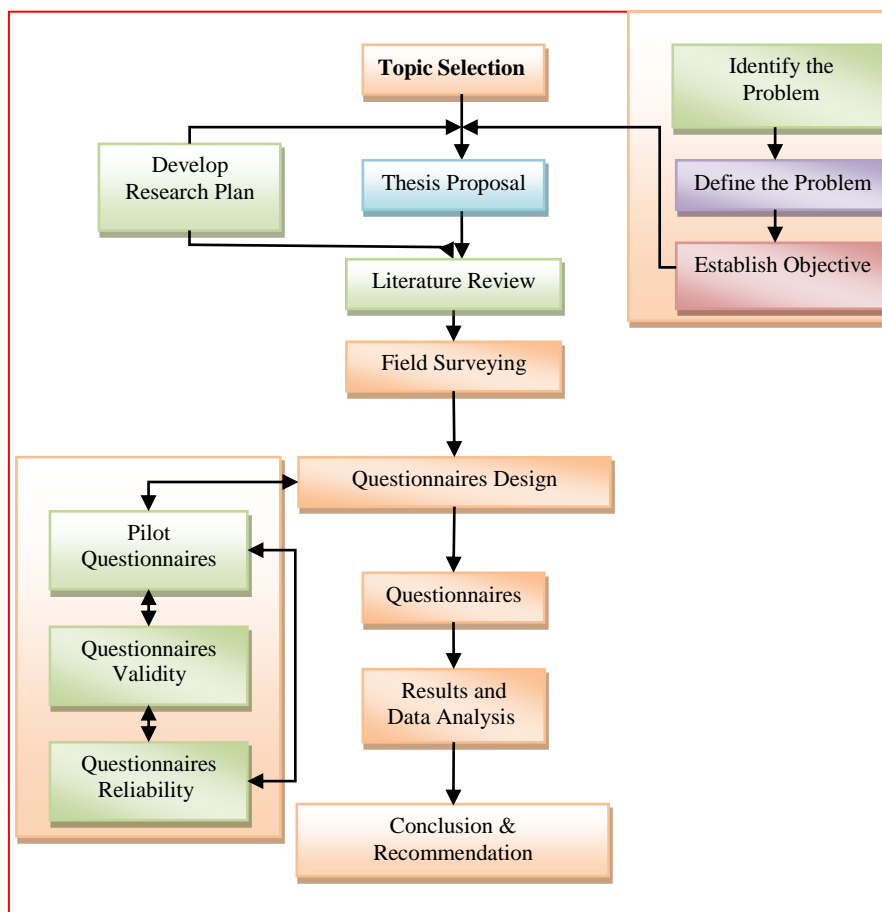 Topic Selection
Identify the
Problem
Develop
Research Plan
Thesis Proposal
Define the Problem
Literature Review
Establish Objective
Field Surveying
Questionnaires Design
Pilot
Questionnaires
Questionnaires
Questionnaires
Validity
Results and
Data Analysis
Questionnaires
Reliability
Conclusion &
Recommendation